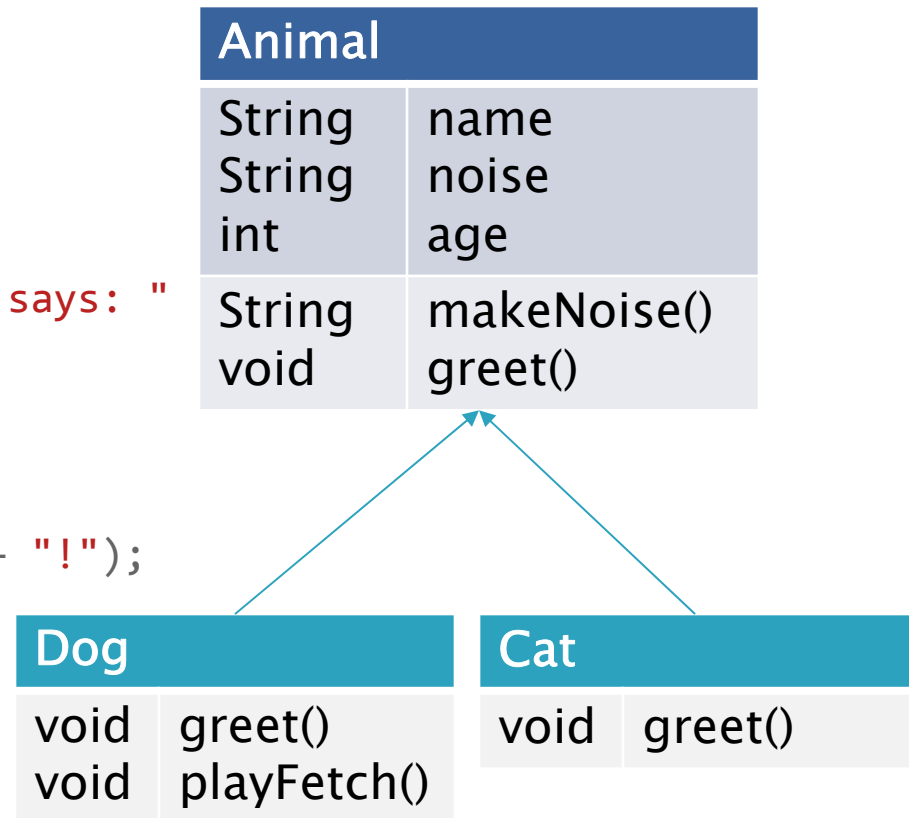 Animal
String name
String noise
int age
says: "
String makeNoise()
void greet()
"!");
Dog
void greet()
void playFetch()
Cat
void greet()